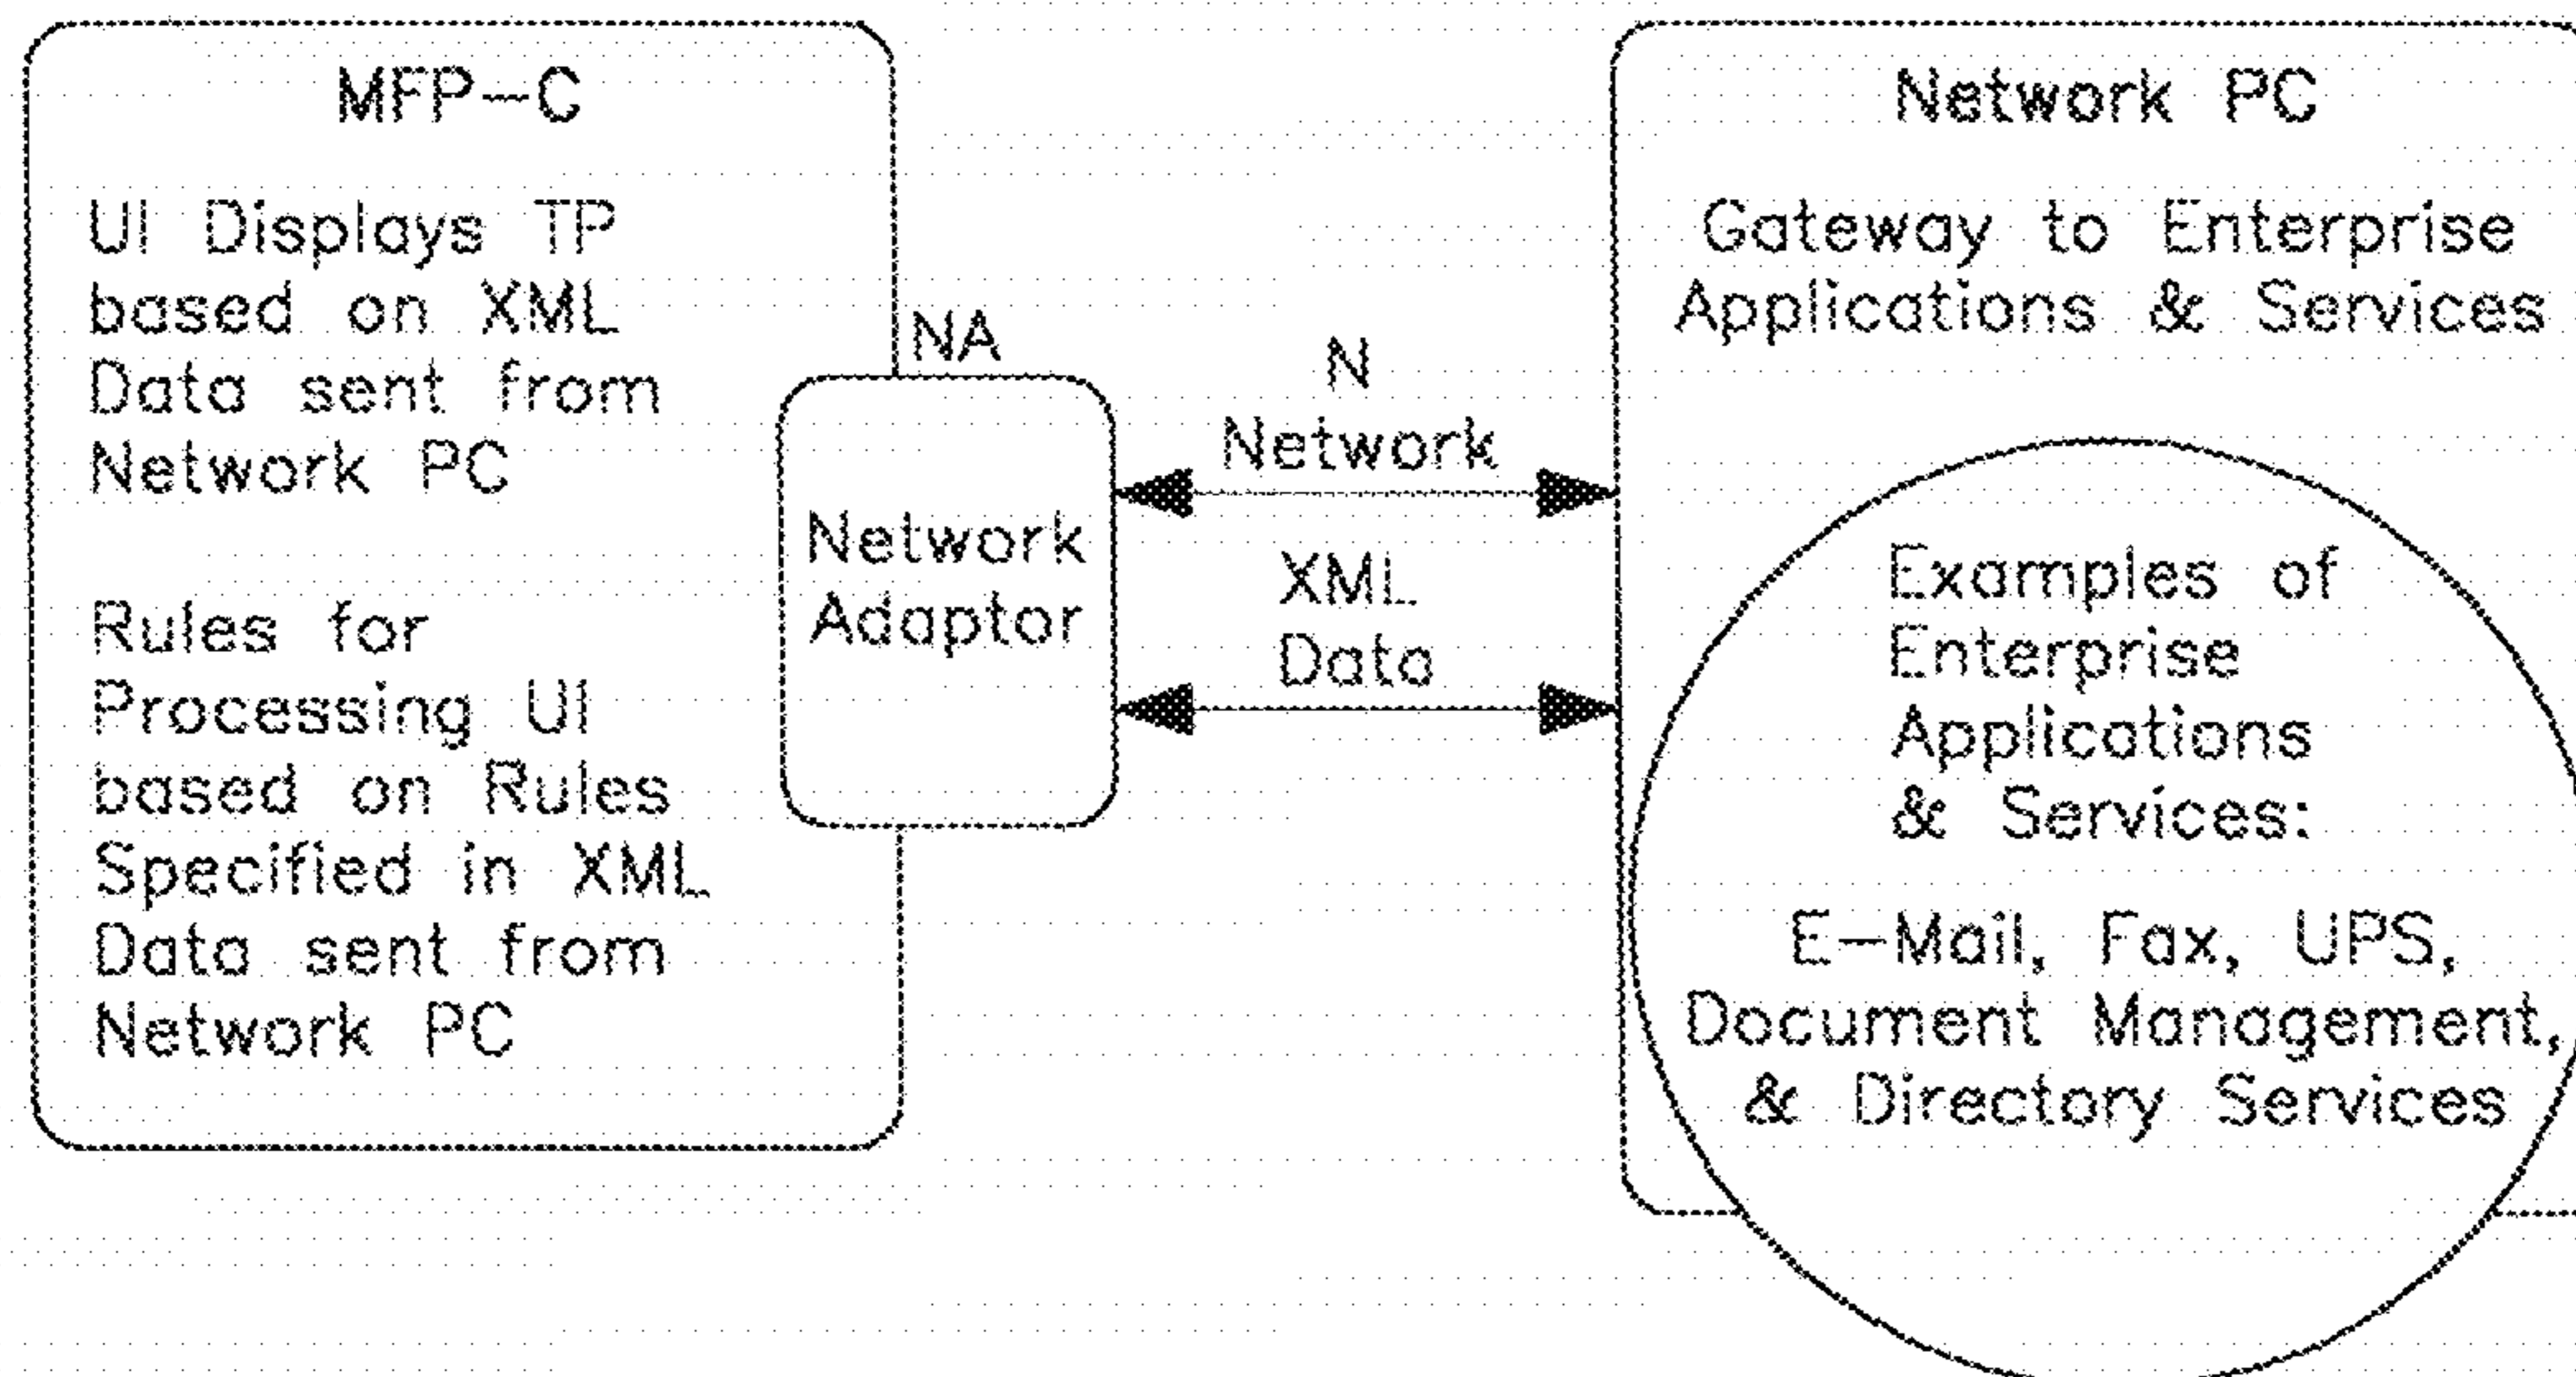 MFP-C
UI Displays TP
based on XML
Data sent from
Network PC
Rules for
Processing UI
based on Rules
Specified in XML
Data sent from
Network PC
NA
Network
Adaptor
N
Network
XML
Data
Network PC
Gateway to Enterprise
Applications & Services
Examples of
Enterprise
Applications
& Services:
E-Mail, Fax, UPS,
Document Management,
& Directory Services